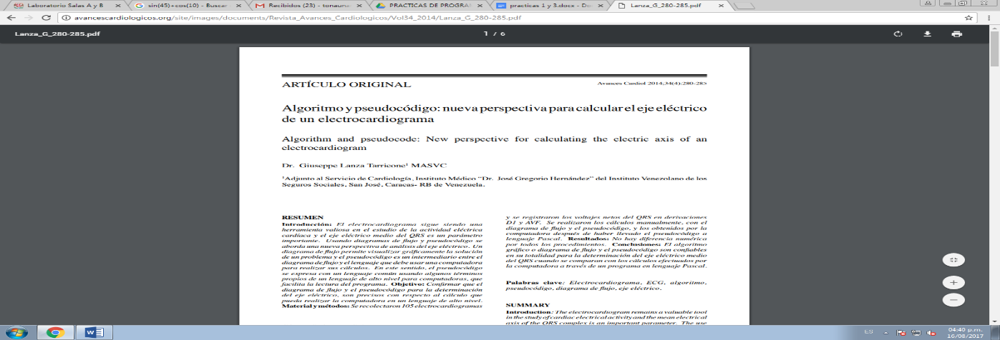 Laboratorio Salas A y B
sin(45)+cos(10) - Buscar
Recibidos (23) - tonauna
PRACTICAS DE PROGRA
practicas 1 y 3.docx - Do
Lanza_G_280-285.pdf
avancescardiologicos.org/site/images/documents/Revista_Avances_Cardiologicos/Vol34_2014/Lanza_G_280-285.pdf
Lanza_G_280-285.pdf
1 / 6
ARTÍCULO ORIGINAL
Avances Cardiol 2014;34(4):280-285
Algoritmo y pseudocódigo: nueva perspectiva para calcular el eje eléctrico
de un electrocardiograma
Algorithm and pseudocode: New perspective for calculating the electric axis of an
electrocardiogram
Dr. Giuseppe Lanza Tarricone¹ MASVC
¹Adjunto al Servicio de Cardiología, Instituto Médico “Dr. José Gregorio Hernández” del Instituto Venezolano de los
Seguros Sociales, San José, Caracas- RB de Venezuela.
RESUMEN
Introducción: El electrocardiograma sigue siendo una
herramienta valiosa en el estudio de la actividad eléctrica
cardíaca y el eje eléctrico medio del QRS es un parámetro
importante. Usando diagramas de flujo y pseudocódigo se
aborda una nueva perspectiva de análisis del eje eléctrico. Un
diagrama de flujo permite visualizar gráficamente la solución
de un problema y el pseudocódigo es un intermediario entre el
diagrama de flujo y el lenguaje que debe usar una computadora
para realizar sus cálculos. En este sentido, el pseudocódigo
se expresa con un lenguaje común usando algunos términos
propios de un lenguaje de alto nivel para computadoras, que
facilita la lectura del programa. Objetivo: Confirmar que el
diagrama de flujo y el pseudocódigo para la determinación
del eje eléctrico, son precisos con respecto al cálculo que
pueda realizar la computadora en un lenguaje de alto nivel.
Material y métodos: Se recolectaron 105 electrocardiogramas
y se registraron los voltajes netos del QRS en derivaciones
D1 y AVF. Se realizaron los cálculos manualmente, con el
diagrama de flujo y el pseudocódigo, y los obtenidos por la
computadora después de haber llevado el pseudocódigo a
lenguaje Pascal. Resultados: No hay diferencia numérica
por todos los procedimientos. Conclusiones: El algoritmo
gráfico o diagrama de flujo y el pseudocódigo son confiables
en su totalidad para la determinación del eje eléctrico medio
del QRS cuando se comparan con los cálculos efectuados por
la computadora a través de un programa en lenguaje Pascal.
Palabras clave: Electrocardiograma, ECG, algoritmo,
pseudocódigo, diagrama de flujo, eje eléctrico.
SUMMARY
Introduction: The electrocardiogram remains a valuable tool
in the study of cardiac electrical activity and the mean electrical
axis of the QRS complex is an important parameter. The use
ES
04:40 p.m.
16/08/2017